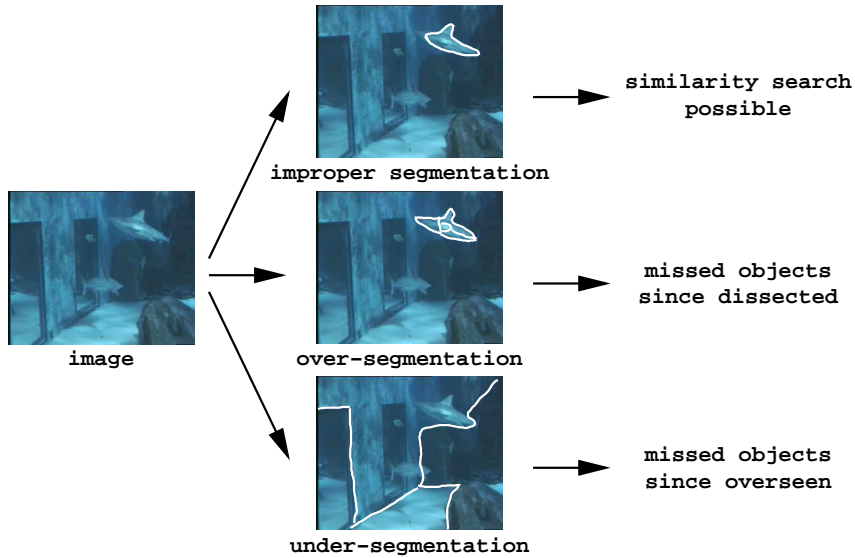 similarity search
possible
improper segmentation
image
over-segmentation
missed objects
since dissected
under-segmentation
missed objects
since overseen